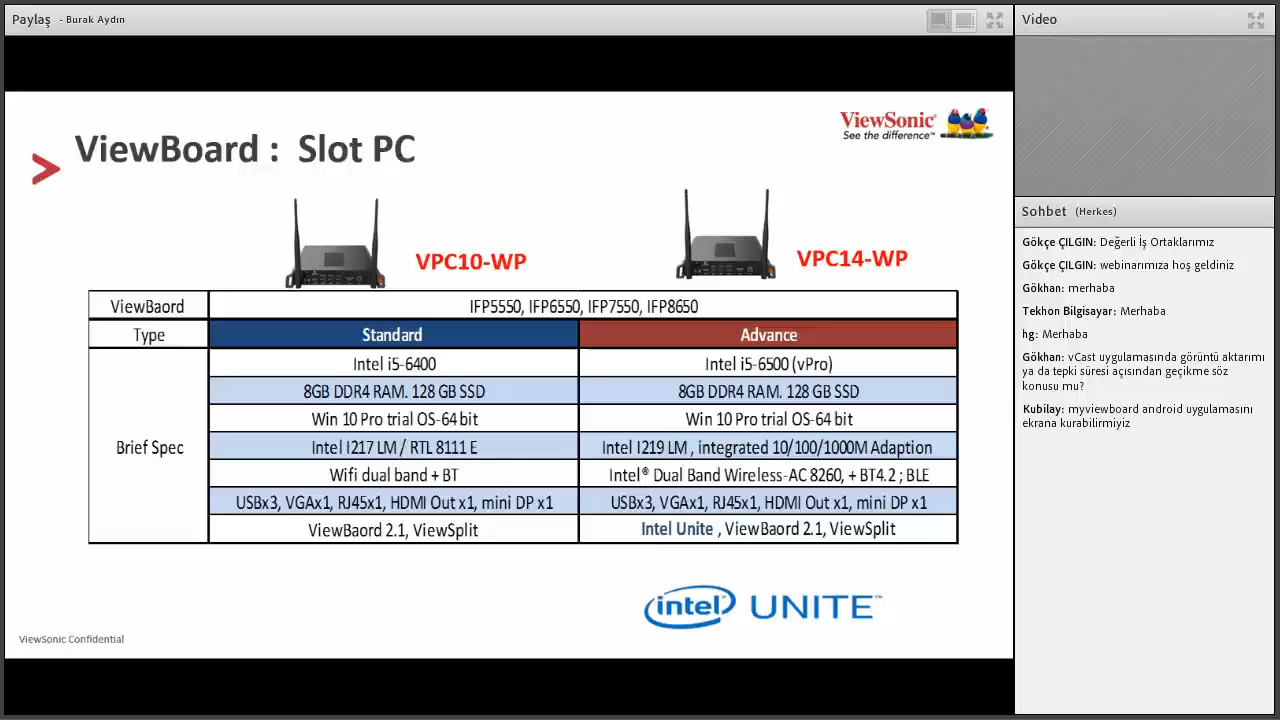 Paylaş - Burak Aydın
ViewBoard : Slot PC
ViewSonic®
See the difference™
VPC10-WP
VPC14-WP
ViewBaord IFP5550, IFP6550, IFP7550, IFP8650
Type Standard Advance
Intel i5-6400 Intel i5-6500 (vPro)
8GB DDR4 RAM. 128 GB SSD 8GB DDR4 RAM. 128 GB SSD
Win 10 Pro trial OS-64 bit Win 10 Pro trial OS-64 bit
Brief Spec Intel I217 LM / RTL 8111 E Intel I219 LM , integrated 10/100/1000M Adaption
Wifi dual band + BT Intel® Dual Band Wireless-AC 8260, + BT4.2 ; BLE
USBx3, VGAx1, RJ45x1, HDMI Out x1, mini DP x1 USBx3, VGAx1, RJ45x1, HDMI Out x1, mini DP x1
ViewBaord 2.1, ViewSplit Intel Unite , ViewBaord 2.1, ViewSplit
intel UNITE™
ViewSonic Confidential
Video
Sohbet (Herkes)
Gökçe ÇILGIN: Değerli İş Ortaklarımız
Gökçe ÇILGIN: webinarımıza hoş geldiniz
Gökhan: merhaba
Tekhon Bilgisayar: Merhaba
hg: Merhaba
Gökhan: vCast uygulamasında görüntü aktarımı
ya da tepki süresi açısından geçikme söz
konusu mu?
Kubilay: myviewboard android uygulamasını
ekrana kurabilirmiyiz